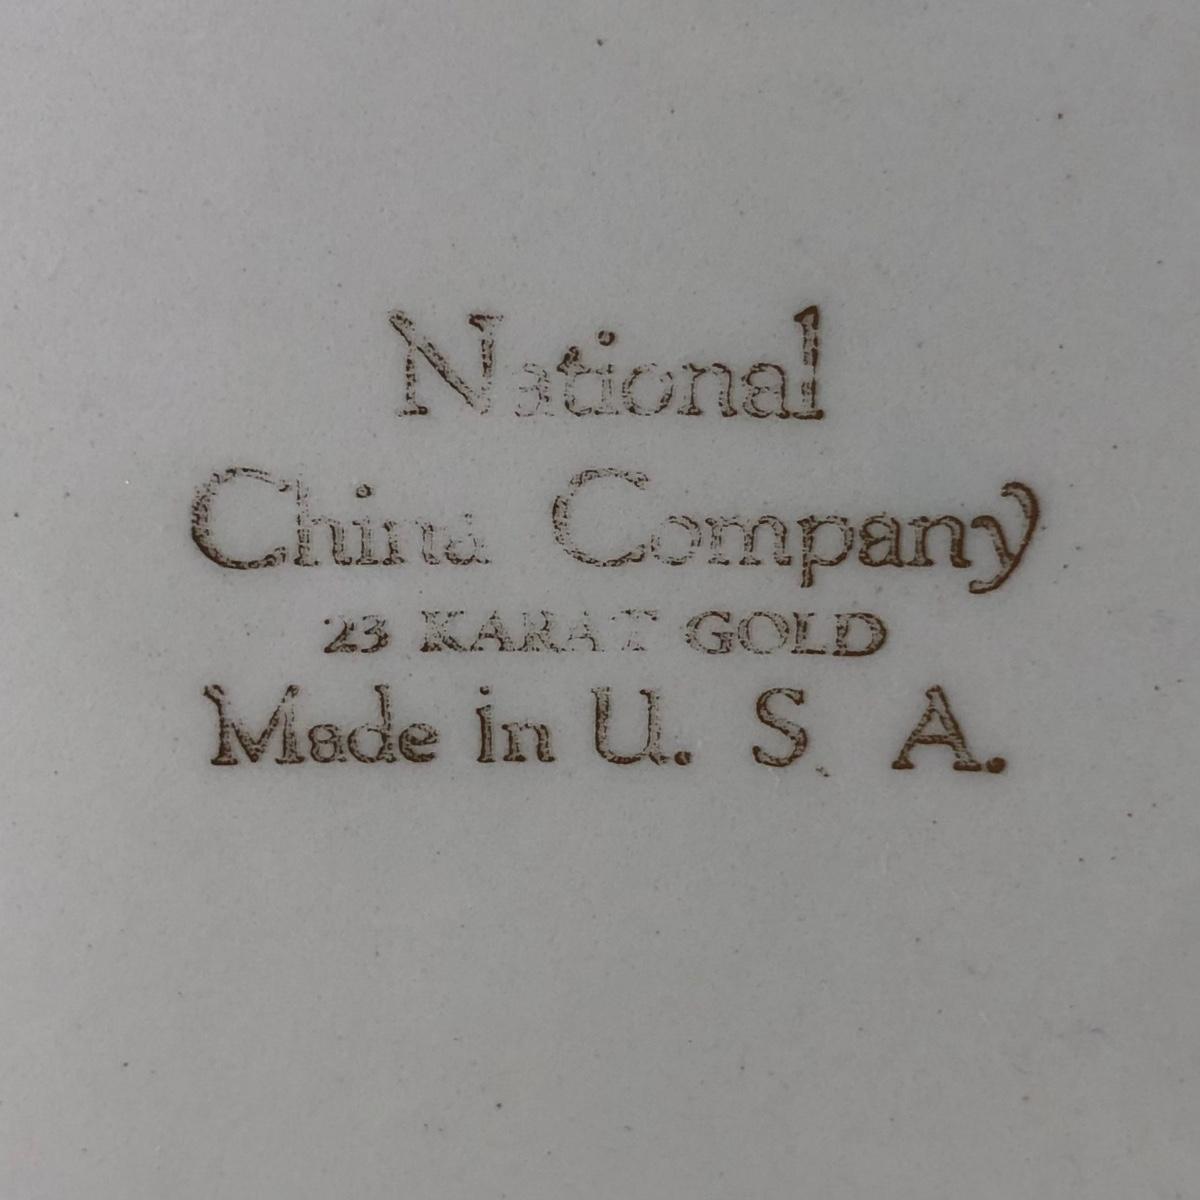 National
China Company
23 KARAT GOLD
Made in U. S. A.